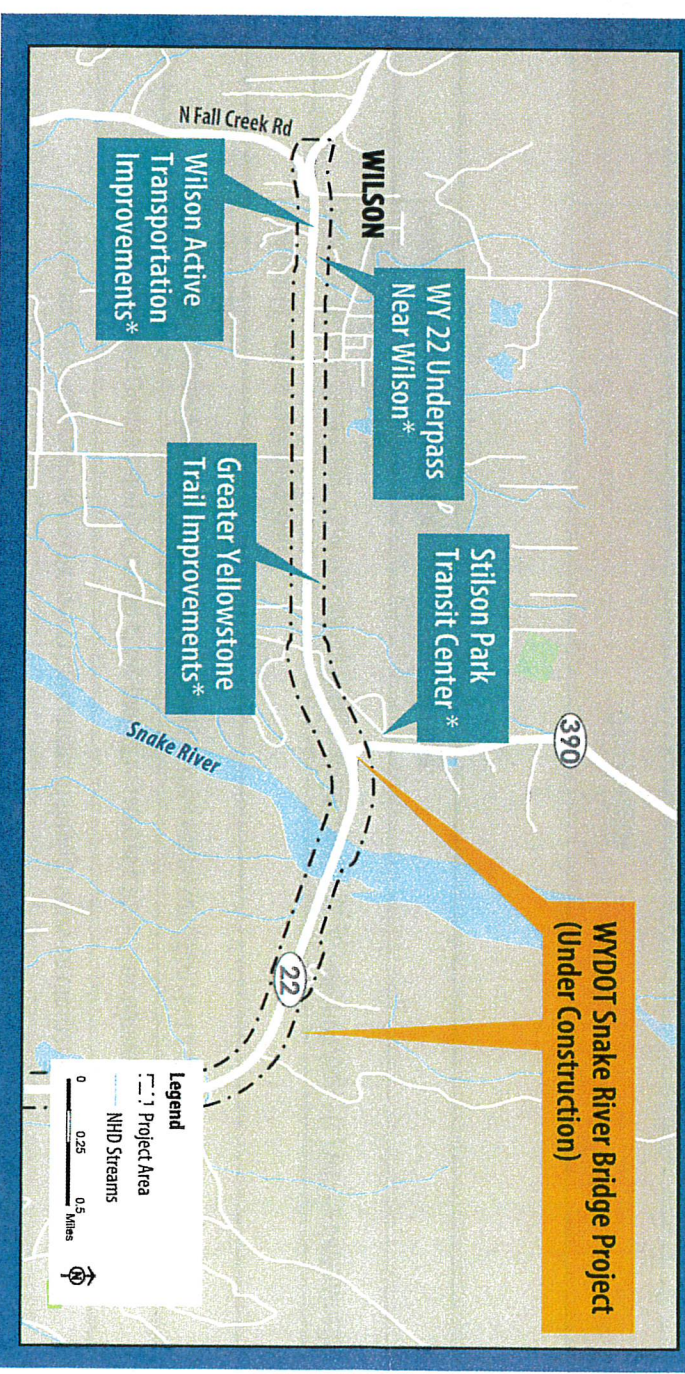 N Fall Creek Rd
WILSON
Wilson Active
Transportation
Improvements*
WY 22 Underpass
Near Wilson*
Greater Yellowstone
Trail Improvements*
Stilson Park
Transit Center *
390
Snake River
WYDOT Snake River Bridge Project
(Under Construction)
22
Legend
Project Area
NHD Streams
0 0.25 0.5 Miles
N